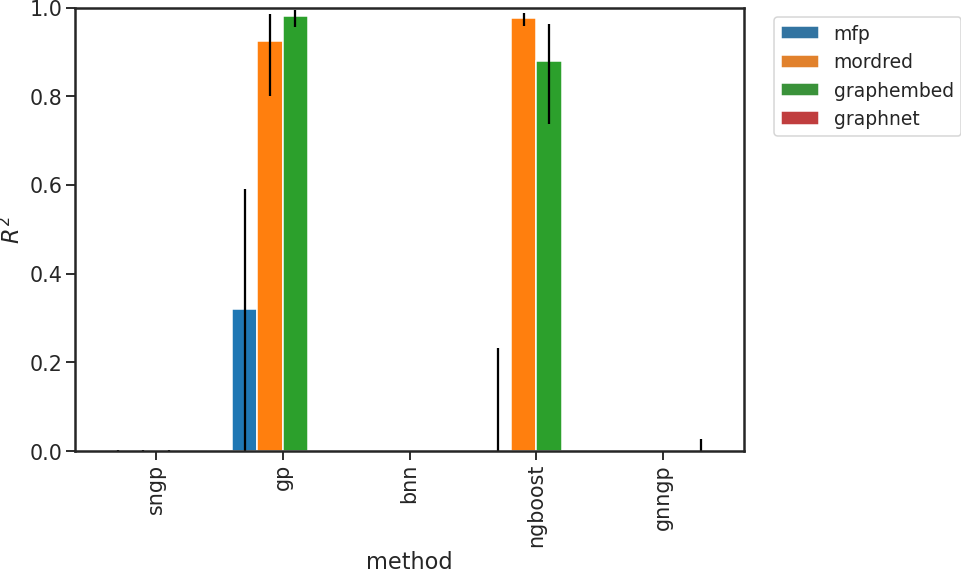 1.0
0.8
0.6
0.4
0.2
0.0
R²
sngp
gp
bnn
ngboost
gnngp
method
mfp
mordred
graphembed
graphnet